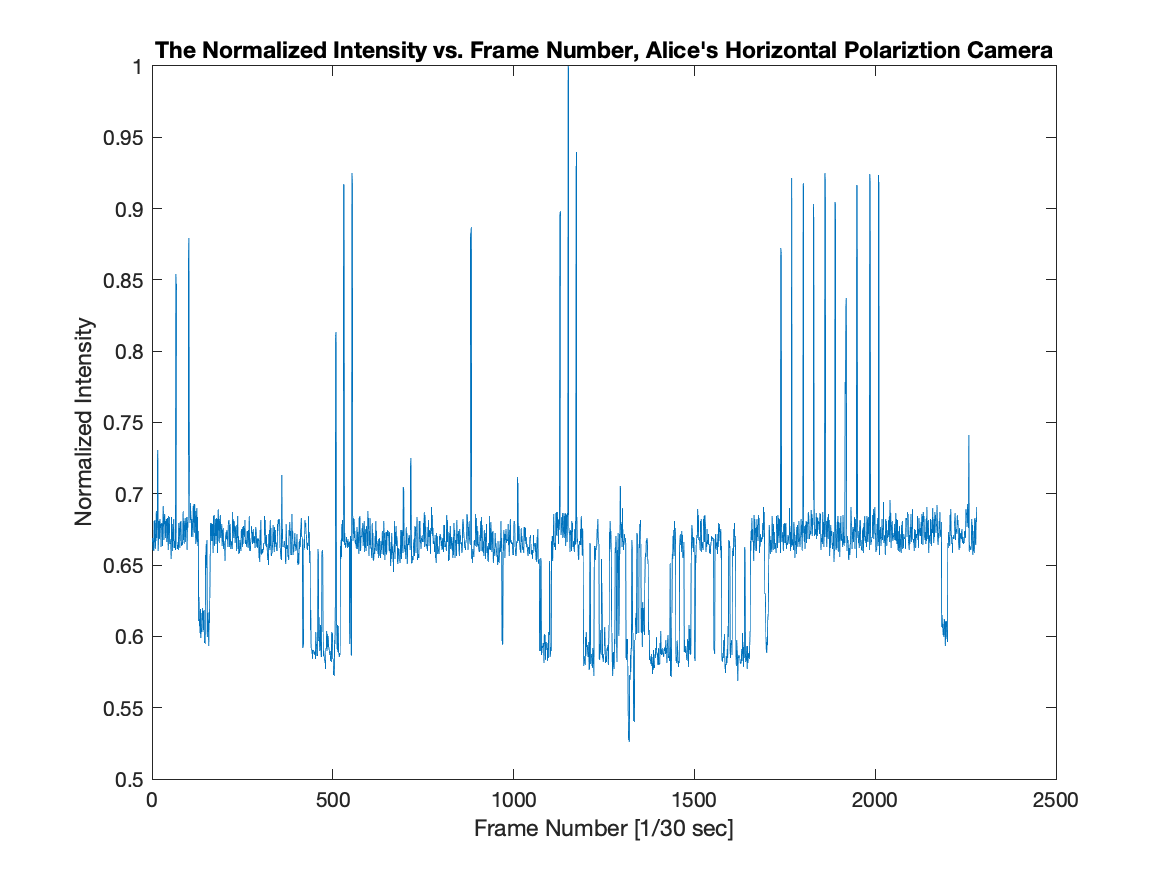 The Normalized Intensity vs. Frame Number, Alice's Horizontal Polariztion Camera
1
0.95
0.9
0.85
0.8
0.75
0.7
0.65
0.6
0.55
0.5
Normalized Intensity
0 500 1000 1500 2000 2500
Frame Number [1/30 sec]